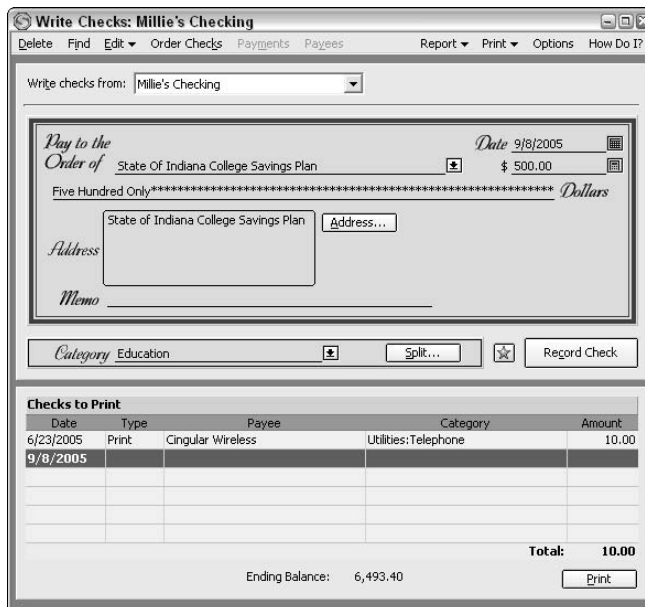 Write Checks: Millie's Checking
Delete Find Edit Order Checks Payments Payees Report Print Options How Do I?
Write checks from: Millie's Checking
Pay to the
Order of State Of Indiana College Savings Plan
Date 9/8/2005
$ 500.00
Five Hundred Only********************************************************************** Dollars
Address
State of Indiana College Savings Plan
Address...
Memo
Category Education Split... Record Check
Checks to Print
Date Type Payee Category Amount
6/23/2005 Print Cingular Wireless Utilities:Telephone 10.00
9/8/2005
Total: 10.00
Ending Balance: 6,493.40 Print